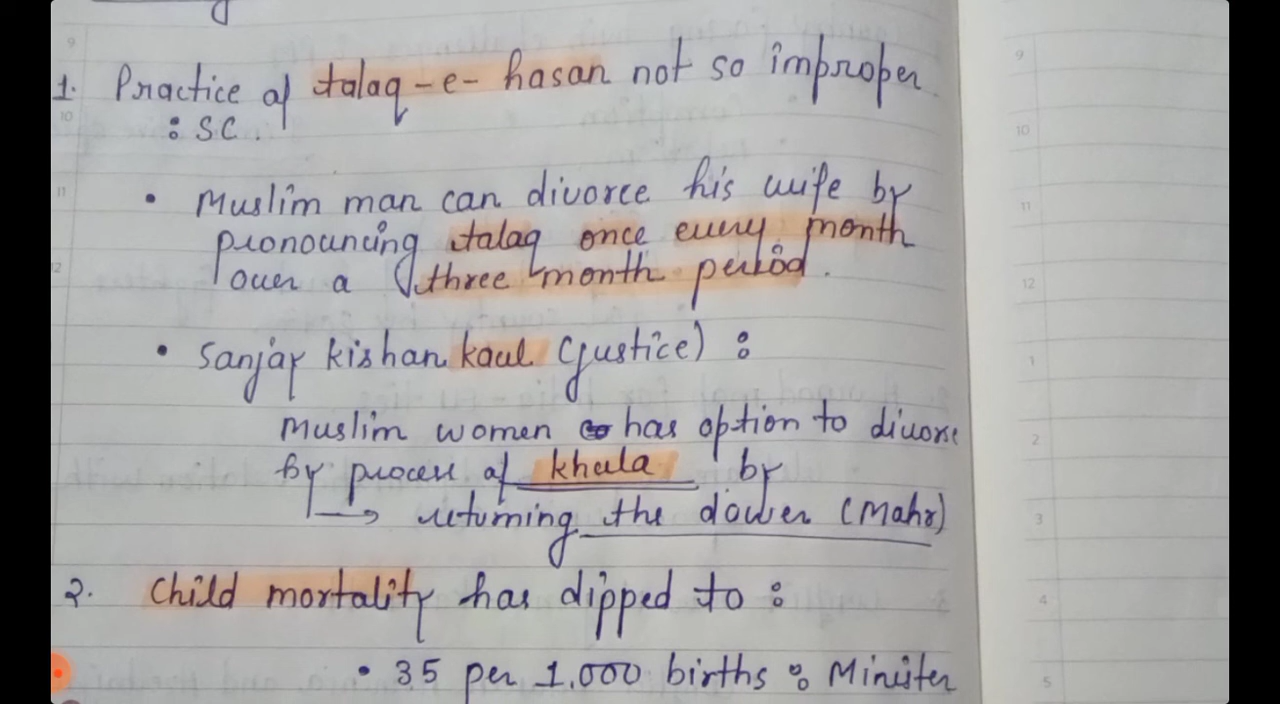 1. Practice of talaq-e-hasan not so improper
: SC.
• Muslim man can divorce his wife by
pronouncing talaq once every month
over a three month period.
• Sanjay Kishan Kaul (Justice) :
Muslim women has option to divorse
by process of khula by
→ returning the dower (Mahr)
2. Child mortality has dipped to :
• 35 per 1,000 births : Minister